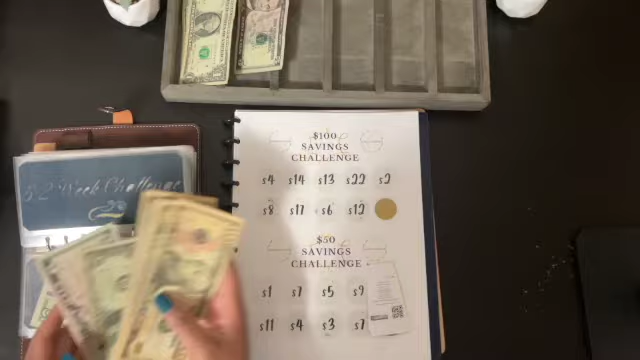 52 Week Challenge
$100
SAVINGS
CHALLENGE
$4 $14 $13 $22 $2
$8 $17 $6 $12
$50
SAVINGS
CHALLENGE
$1 $7 $5 $9
$11 $4 $3 $7